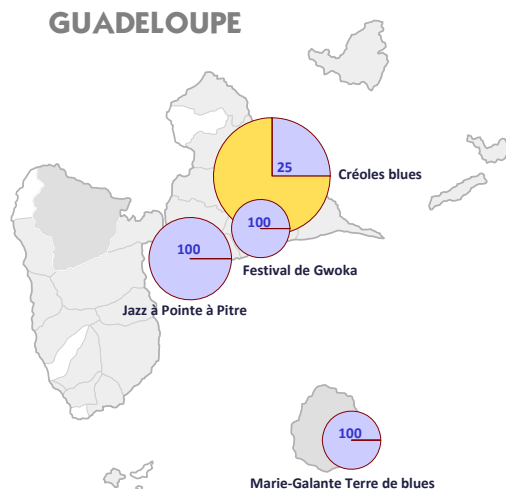 GUADELOUPE
25
Créoles blues
100
Festival de Gwoka
100
Jazz à Pointe à Pitre
100
Marie-Galante Terre de blues